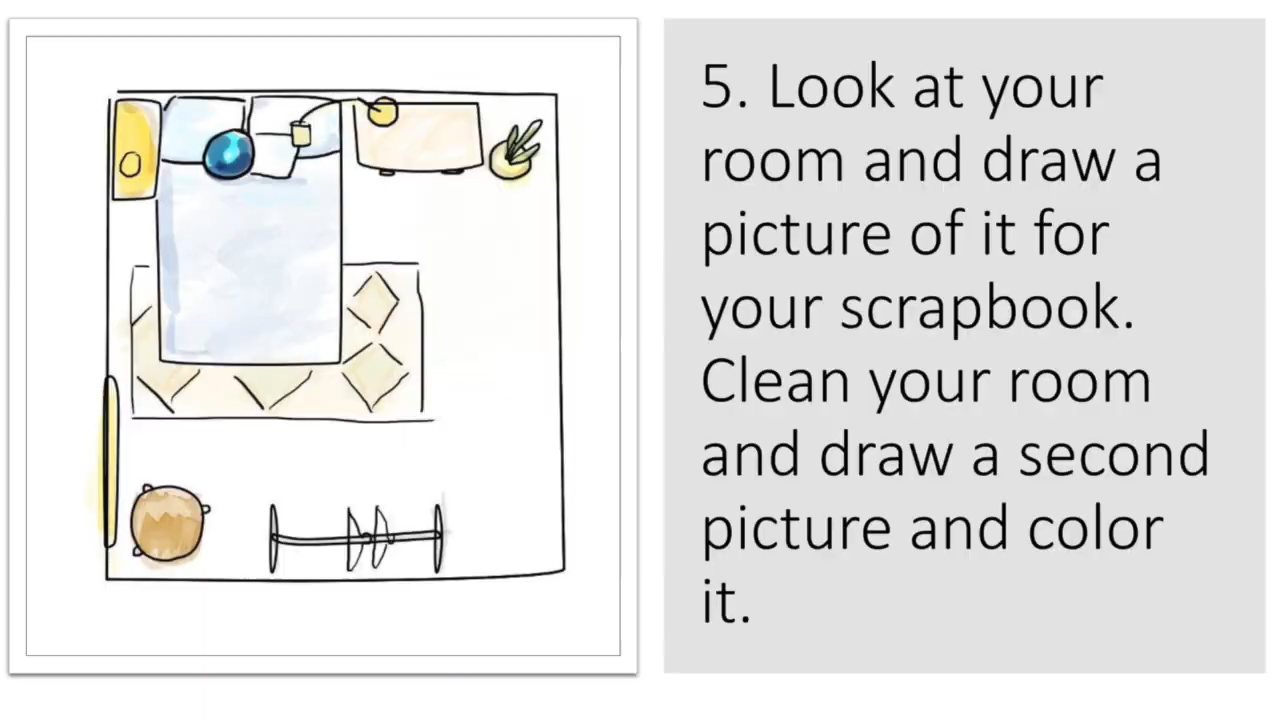 5. Look at your
room and draw a
picture of it for
your scrapbook.
Clean your room
and draw a second
picture and color
it.